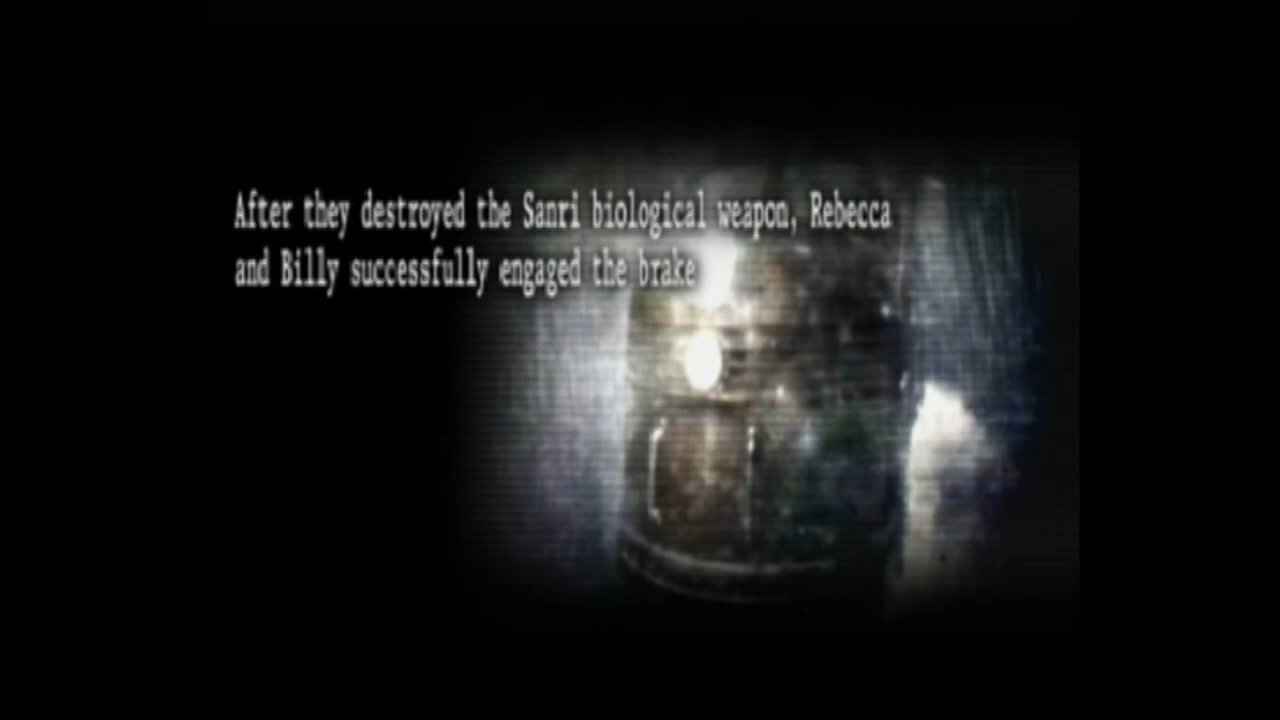 After they destroyed the Sanri biological weapon, Rebecca
and Billy successfully engaged the brake